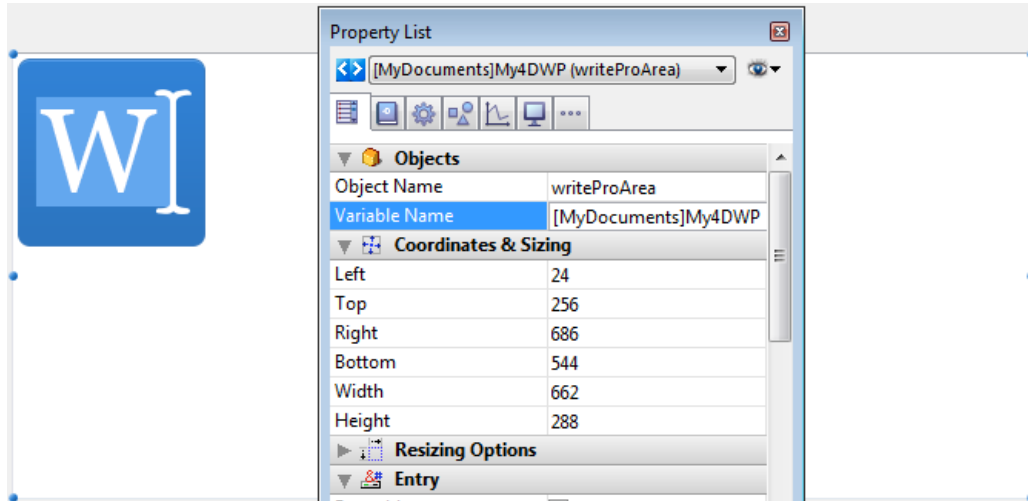 Property List
[MyDocuments]My4DWP (writeProArea)
W
Objects
Object Name writeProArea
Variable Name [MyDocuments]My4DWP
Coordinates & Sizing
Left 24
Top 256
Right 686
Bottom 544
Width 662
Height 288
Resizing Options
Entry